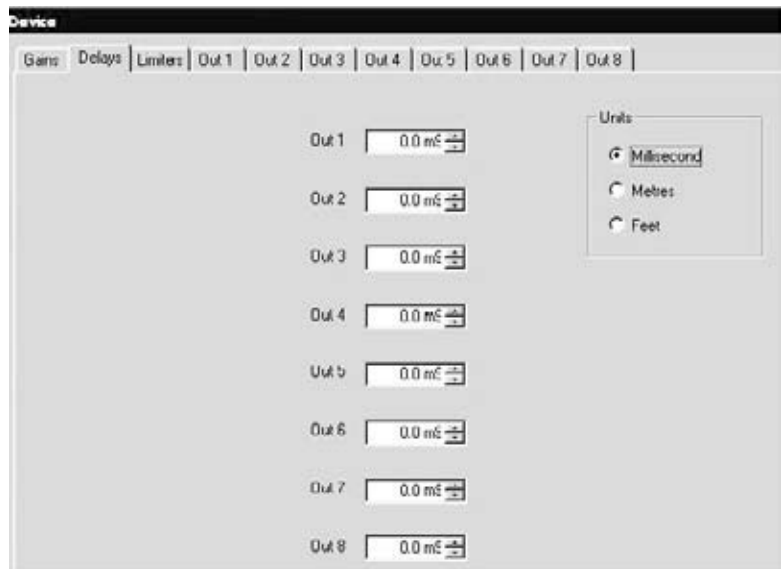 Device
Gains Delays Limiters Out 1 Out 2 Out 3 Out 4 Out 5 Out 6 Out 7 Out 8
Units
Millisecond
Metres
Feet
Out 1 0.0 mS
Out 2 0.0 mS
Out 3 0.0 mS
Out 4 0.0 mS
Out 5 0.0 mS
Out 6 0.0 mS
Out 7 0.0 mS
Out 8 0.0 mS